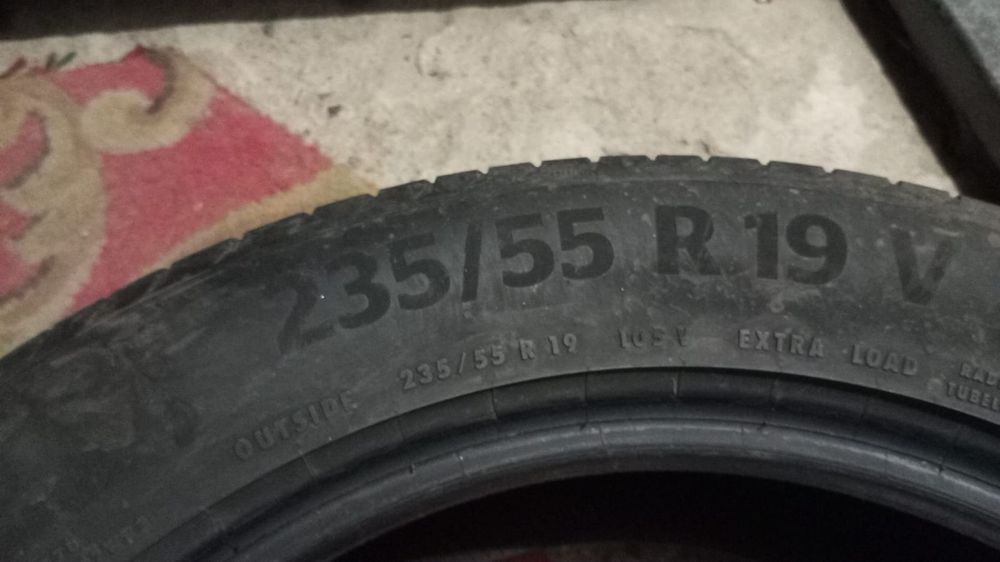 235/55 R 19 V
OUTSIDE 235/55 R 19 105 V EXTRA LOAD